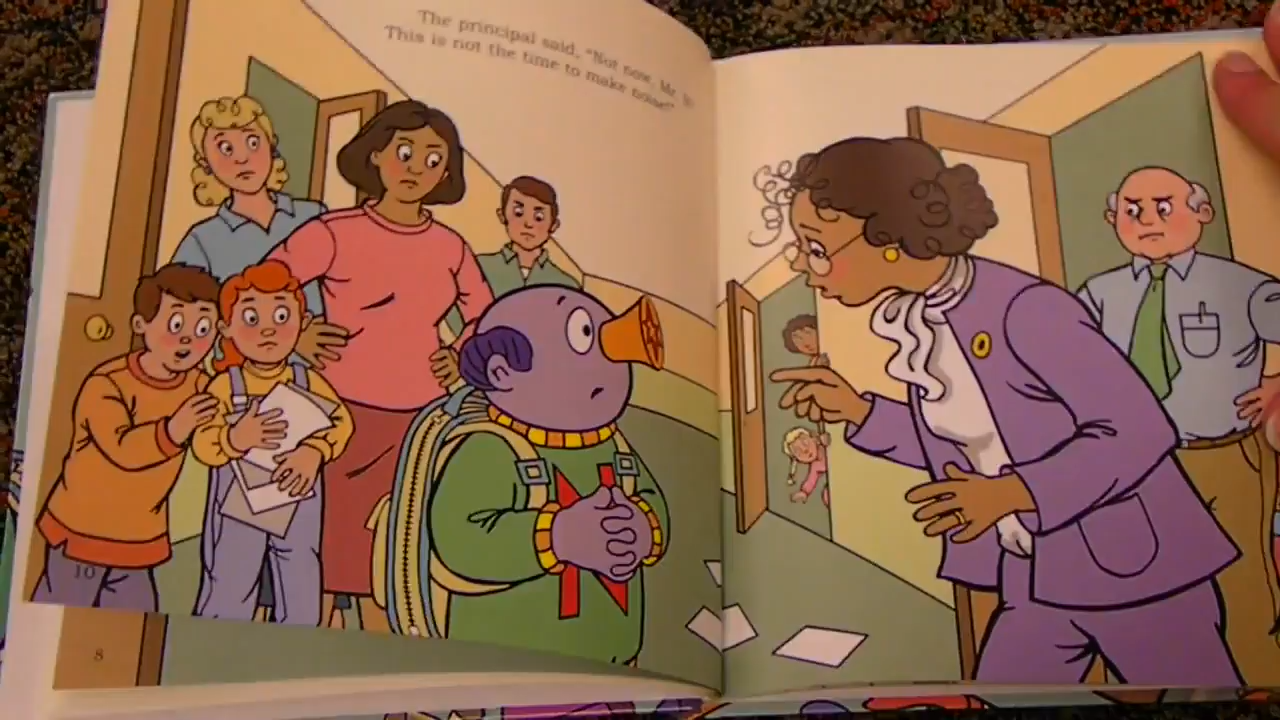 The principal said, "Not now, Mr. N.
This is not the time to make noise!"
N
10
8